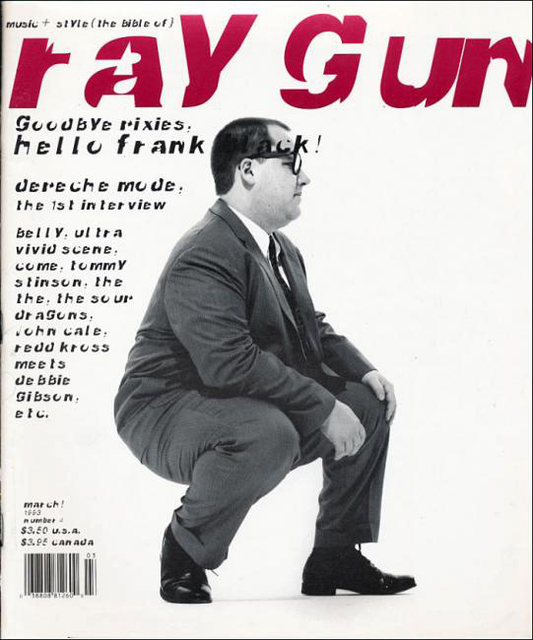 music + style (the bible of)
ray gun
Goodbye pixies,
hello frank black!
depeche mode,
the 1st interview
belly, ultra
vivid scene,
come, tommy
stinson, the
the, the soup
dragons,
john cale,
redd kross
meets
debbie
Gibson,
etc.
march!
1993
number 4
$3.50 u.s.a.
$3.95 canada
03